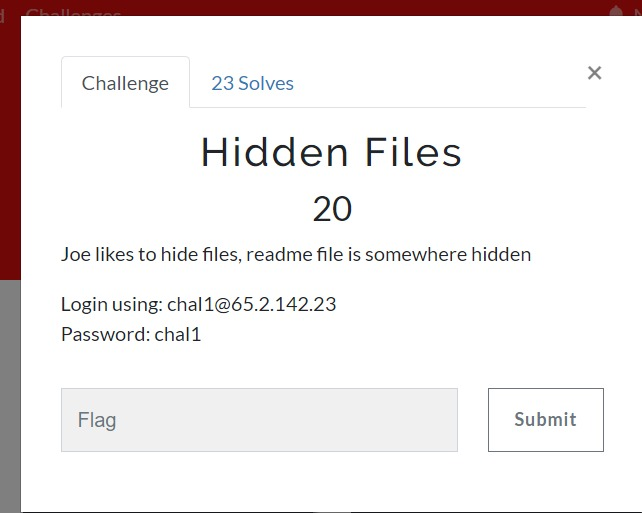 Challenges
Challenge
23 Solves
×
Hidden Files
20
Joe likes to hide files, readme file is somewhere hidden
Login using: chal1@65.2.142.23
Password: chal1
Flag
Submit